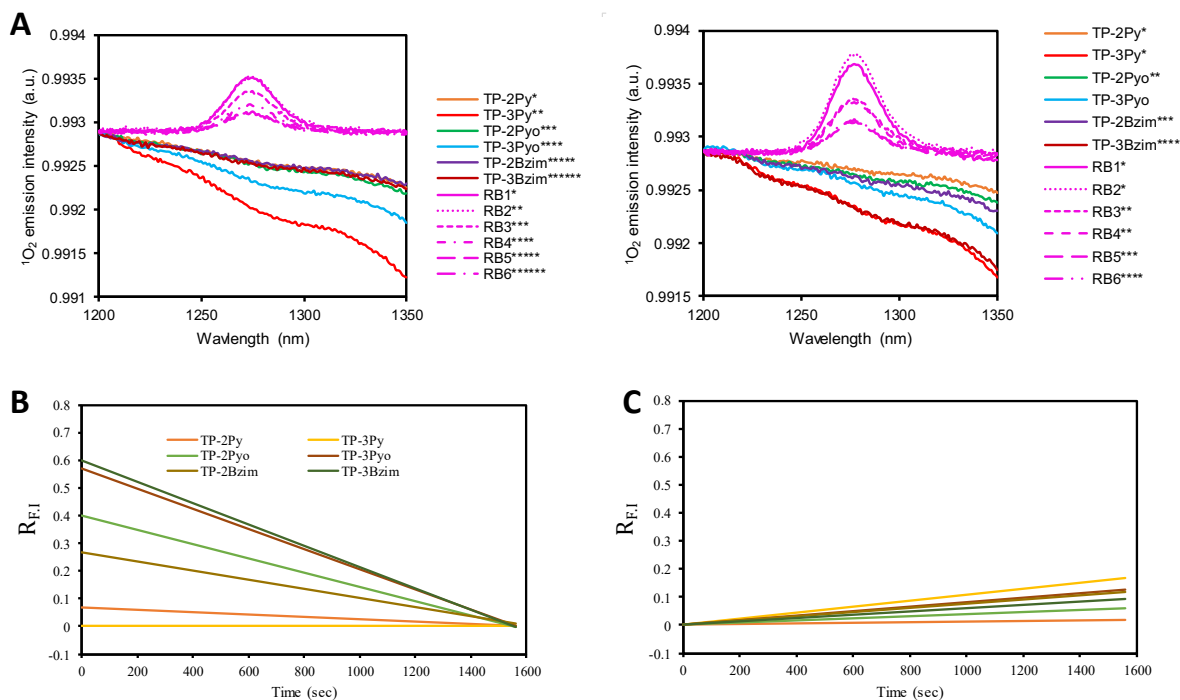 A
¹O₂ emission intensity (a.u.)
0.994
0.9935
0.993
0.9925
0.992
0.9915
0.991
1200
1250
1300
1350
Wavlength (nm)
TP-2Py*
TP-3Py**
TP-2Pyo***
TP-3Pyo****
TP-2Bzim*****
TP-3Bzim******
RB1*
RB2**
RB3***
RB4****
RB5*****
RB6******
¹O₂ emission intensity (a.u.)
0.994
0.9935
0.993
0.9925
0.992
0.9915
1200
1250
1300
1350
Wavelength (nm)
TP-2Py*
TP-3Py*
TP-2Pyo**
TP-3Pyo
TP-2Bzim***
TP-3Bzim****
RB1*
RB2*
RB3**
RB4**
RB5***
RB6****
B
R_F.I
0.8
0.7
0.6
0.5
0.4
0.3
0.2
0.1
0
-0.1
TP-2Py
TP-3Py
TP-2Pyo
TP-3Pyo
TP-2Bzim
TP-3Bzim
0 200 400 600 800 1000 1200 1400 1600
Time (sec)
C
R_F.I
0.8
0.7
0.6
0.5
0.4
0.3
0.2
0.1
0
-0.1
0 200 400 600 800 1000 1200 1400 1600
Time (sec)